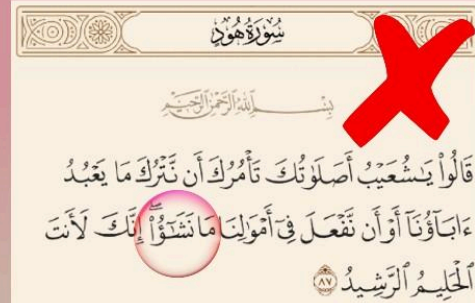 سُورَةُ هُودٍ
بِسْمِ ٱللَّهِ ٱلرَّحْمَٰنِ ٱلرَّحِيمِ
قَالُوا۟ يَـٰشُعَيْبُ أَصَلَوٰتُكَ تَأْمُرُكَ أَن نَّتْرُكَ مَا يَعْبُدُ
ءَابَآؤُنَآ أَوْ أَن نَّفْعَلَ فِىٓ أَمْوَٰلِنَا مَا نَشَـٰٓؤُا۟ ۖ إِنَّكَ لَأَنتَ
ٱلْحَلِيمُ ٱلرَّشِيدُ ٨٧